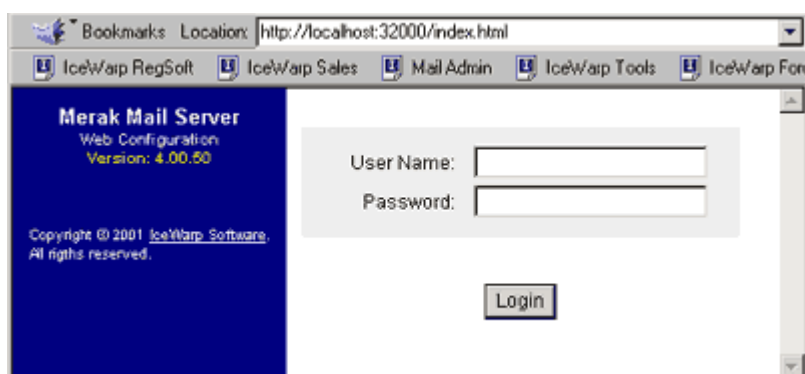 Bookmarks Location: http://localhost:32000/index.html
IceWarp RegSoft IceWarp Sales Mail Admin IceWarp Tools IceWarp For
Merak Mail Server
Web Configuration
Version: 4.00.50
User Name:
Password:
Copyright © 2001 IceWarp Software.
All rigths reserved.
Login